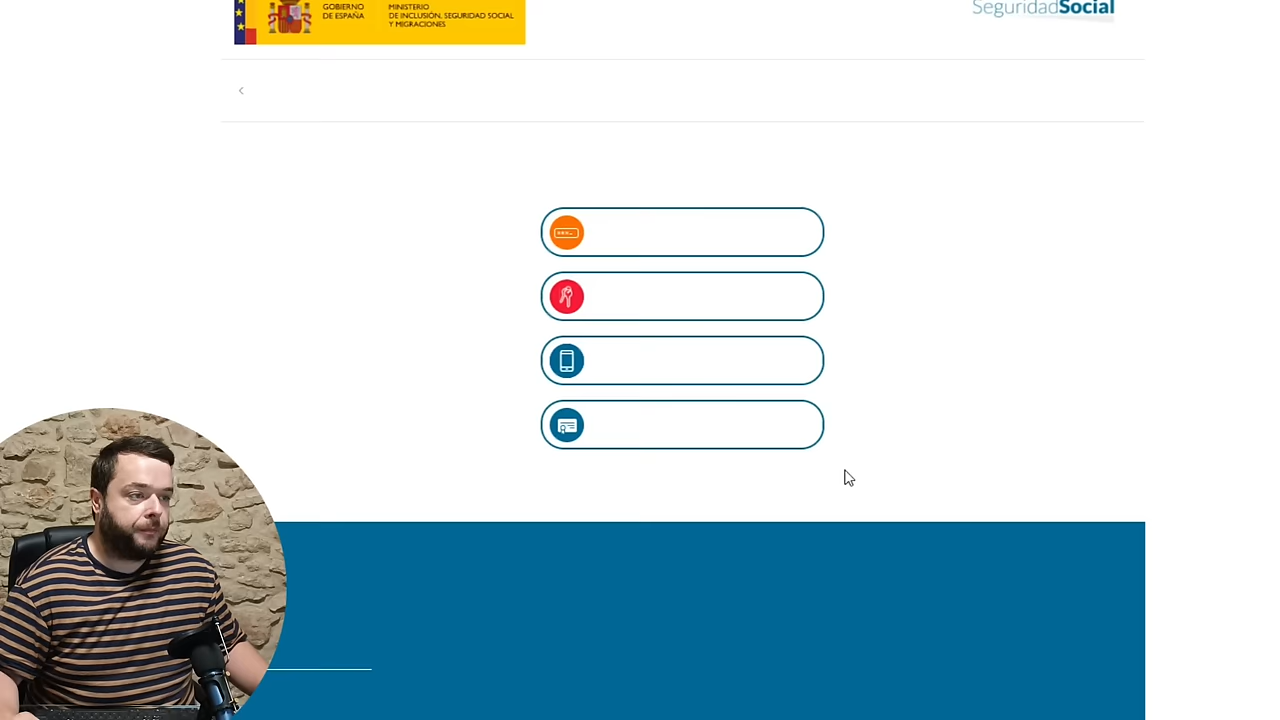 GOBIERNO
DE ESPAÑA
MINISTERIO
DE INCLUSIÓN, SEGURIDAD SOCIAL
Y MIGRACIONES
SeguridadSocial